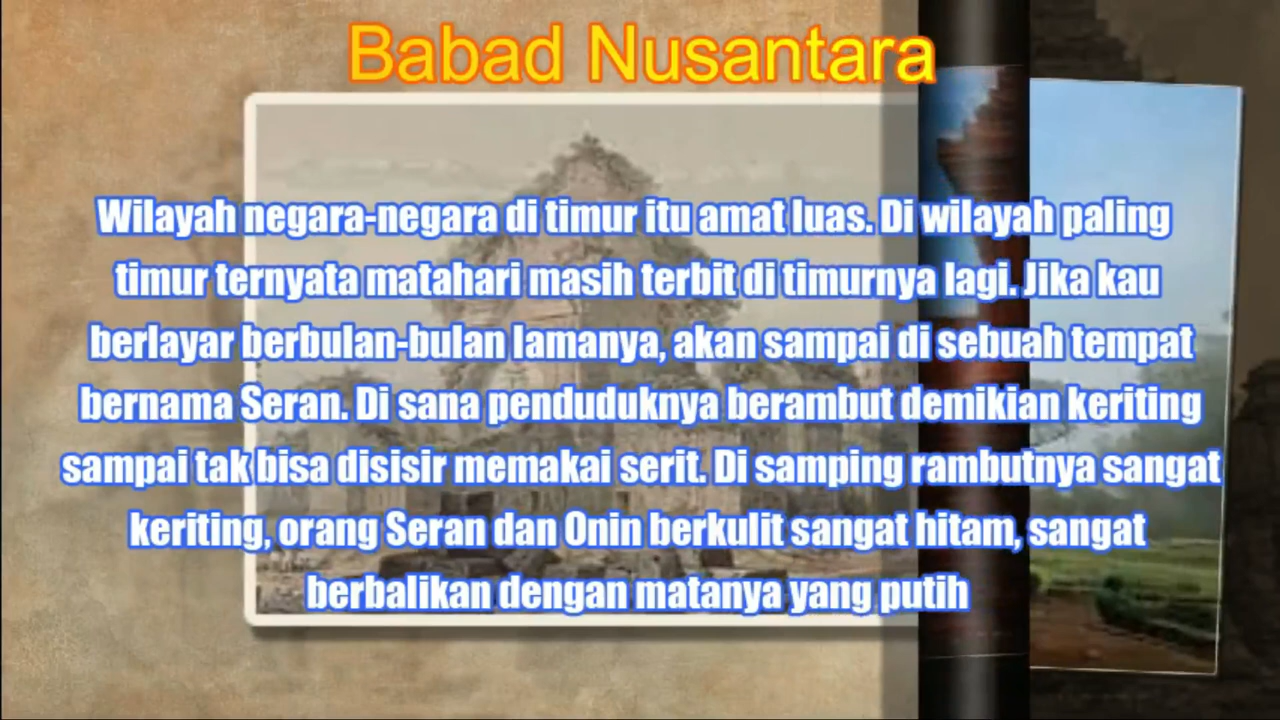 Babad Nusantara
Wilayah negara-negara di timur itu amat luas. Di wilayah paling
timur ternyata matahari masih terbit di timurnya lagi. Jika kau
berlayar berbulan-bulan lamanya, akan sampai di sebuah tempat
bernama Seran. Di sana penduduknya berambut demikian keriting
sampai tak bisa disisir memakai serit. Di samping rambutnya sangat
keriting, orang Seran dan Onin berkulit sangat hitam, sangat
berbalikan dengan matanya yang putih